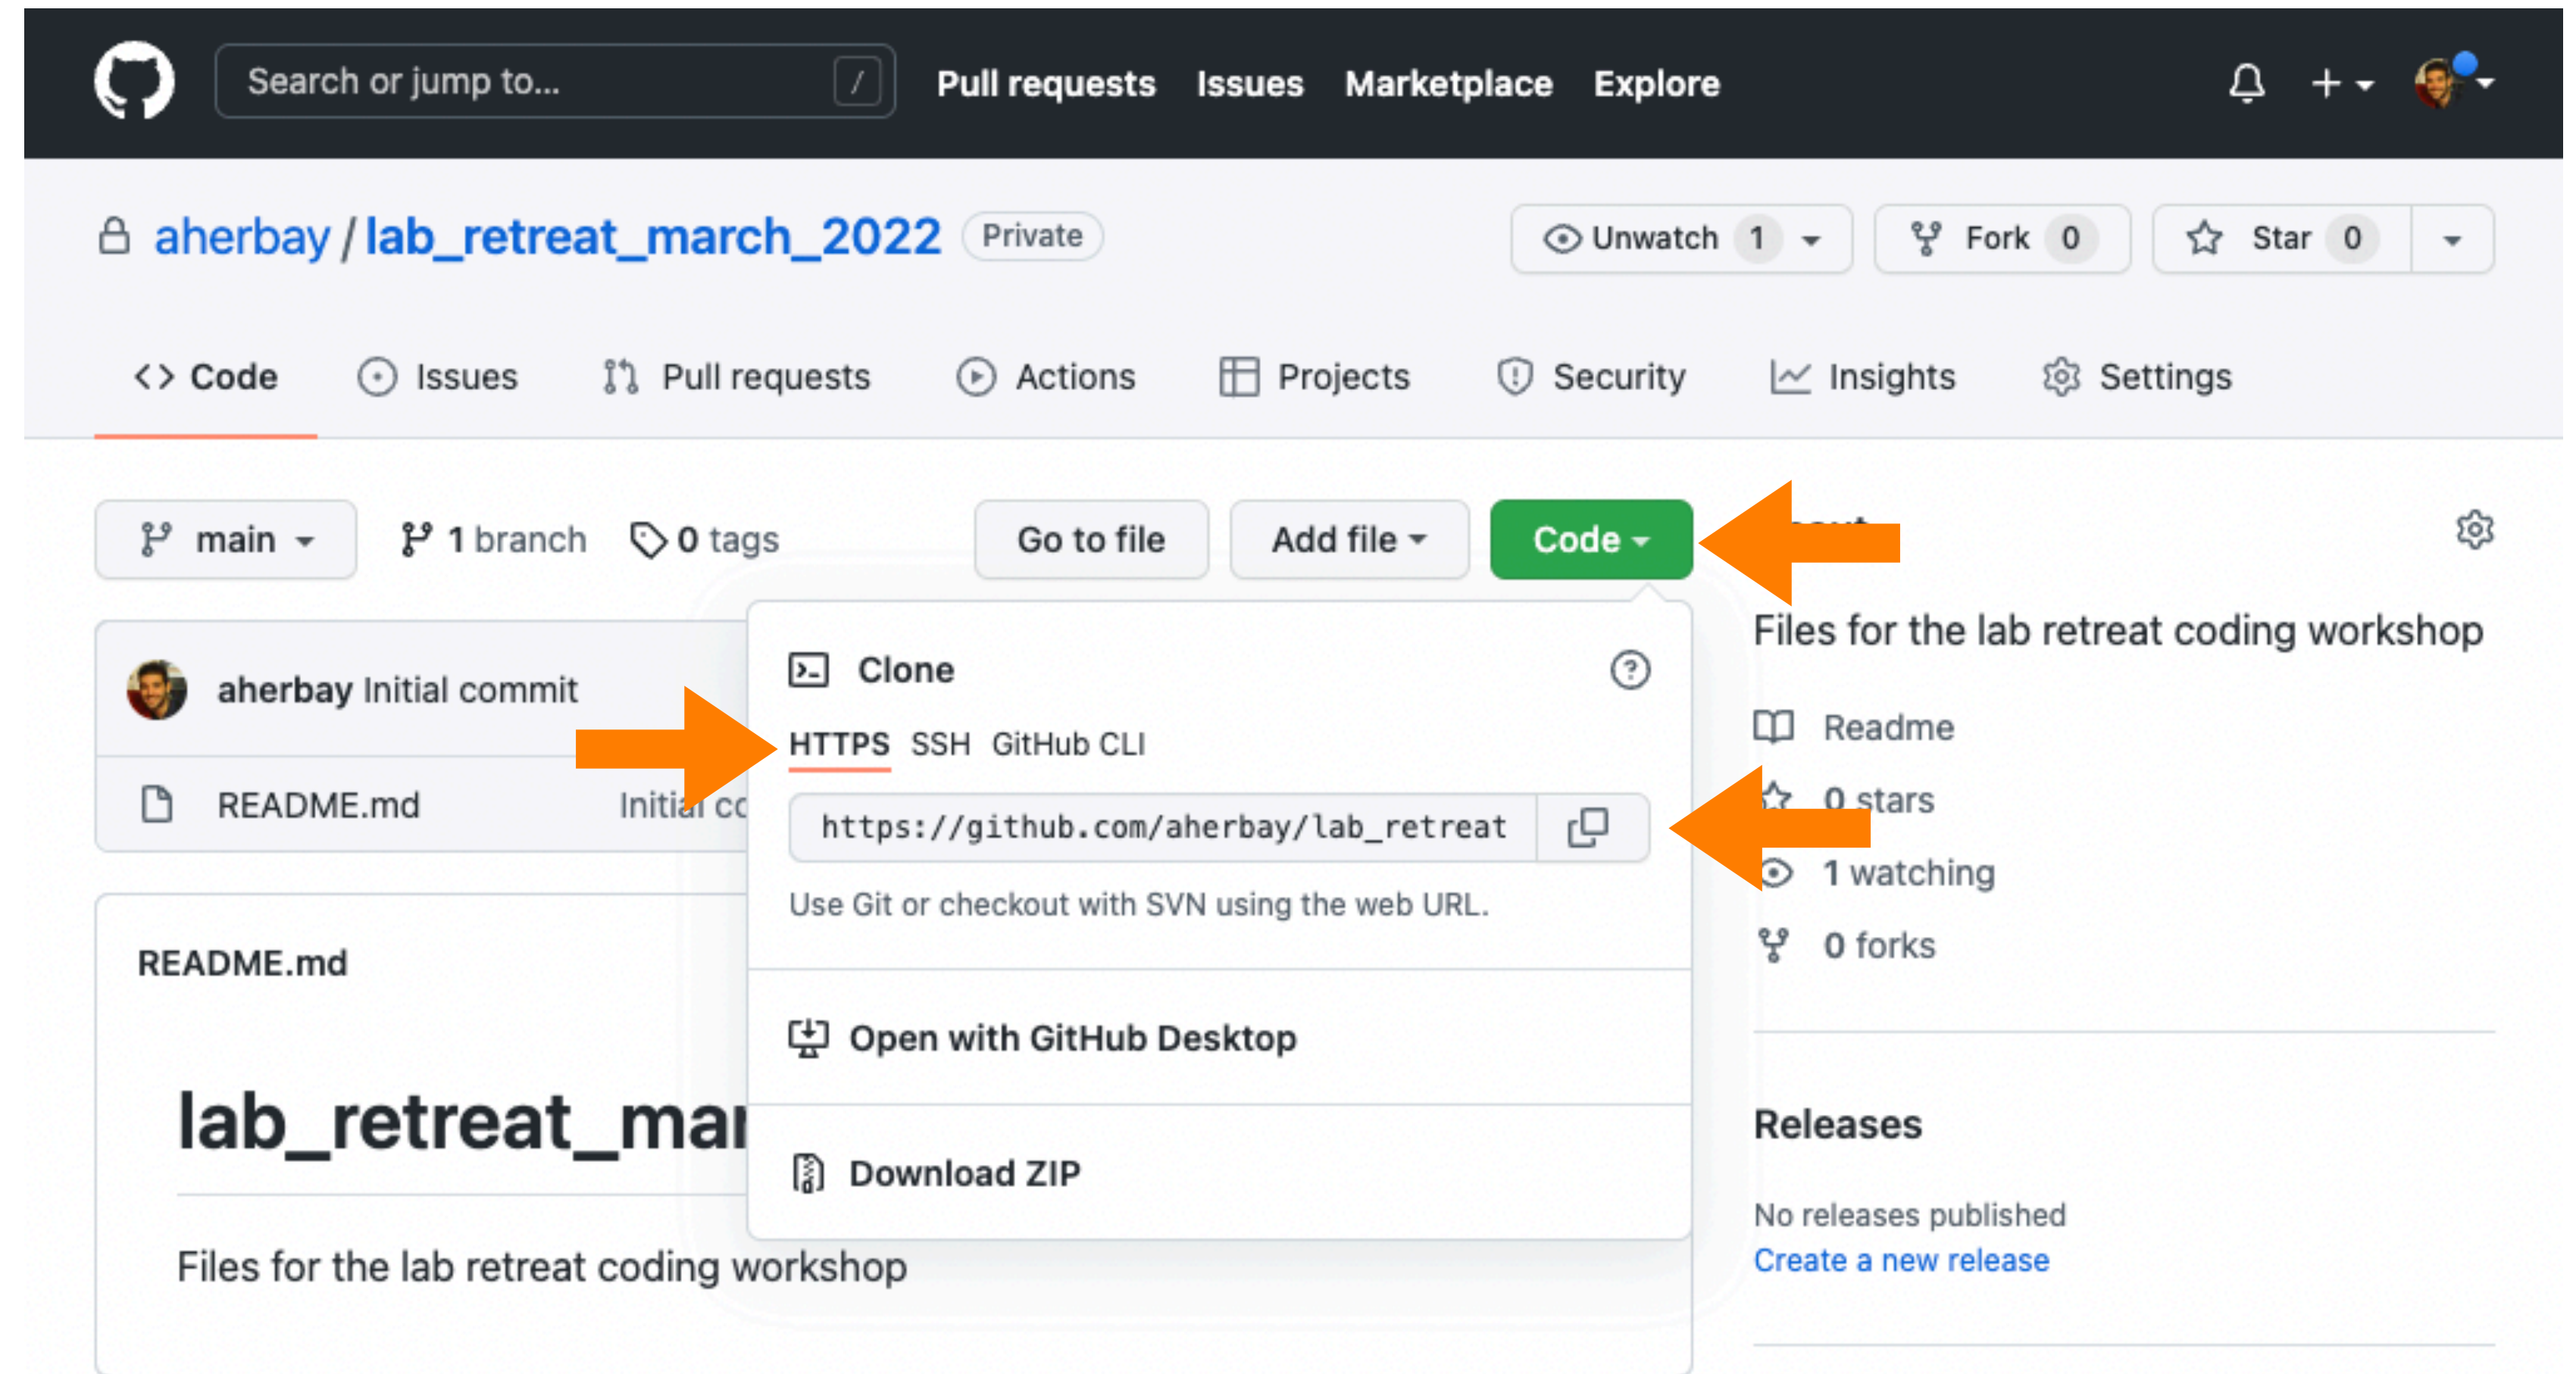 Search or jump to... / Pull requests Issues Marketplace Explore
aherbay / lab_retreat_march_2022 Private Unwatch 1 Fork 0 Star 0
Code Issues Pull requests Actions Projects Security Insights Settings
main 1 branch 0 tags Go to file Add file Code
Clone
HTTPS SSH GitHub CLI
https://github.com/aherbay/lab_retreat
Use Git or checkout with SVN using the web URL.
Open with GitHub Desktop
Download ZIP
aherbay Initial commit
README.md Initial
README.md
lab_retreat_mar
Files for the lab retreat coding workshop
Files for the lab retreat coding workshop
Readme
0 stars
1 watching
0 forks
Releases
No releases published
Create a new release